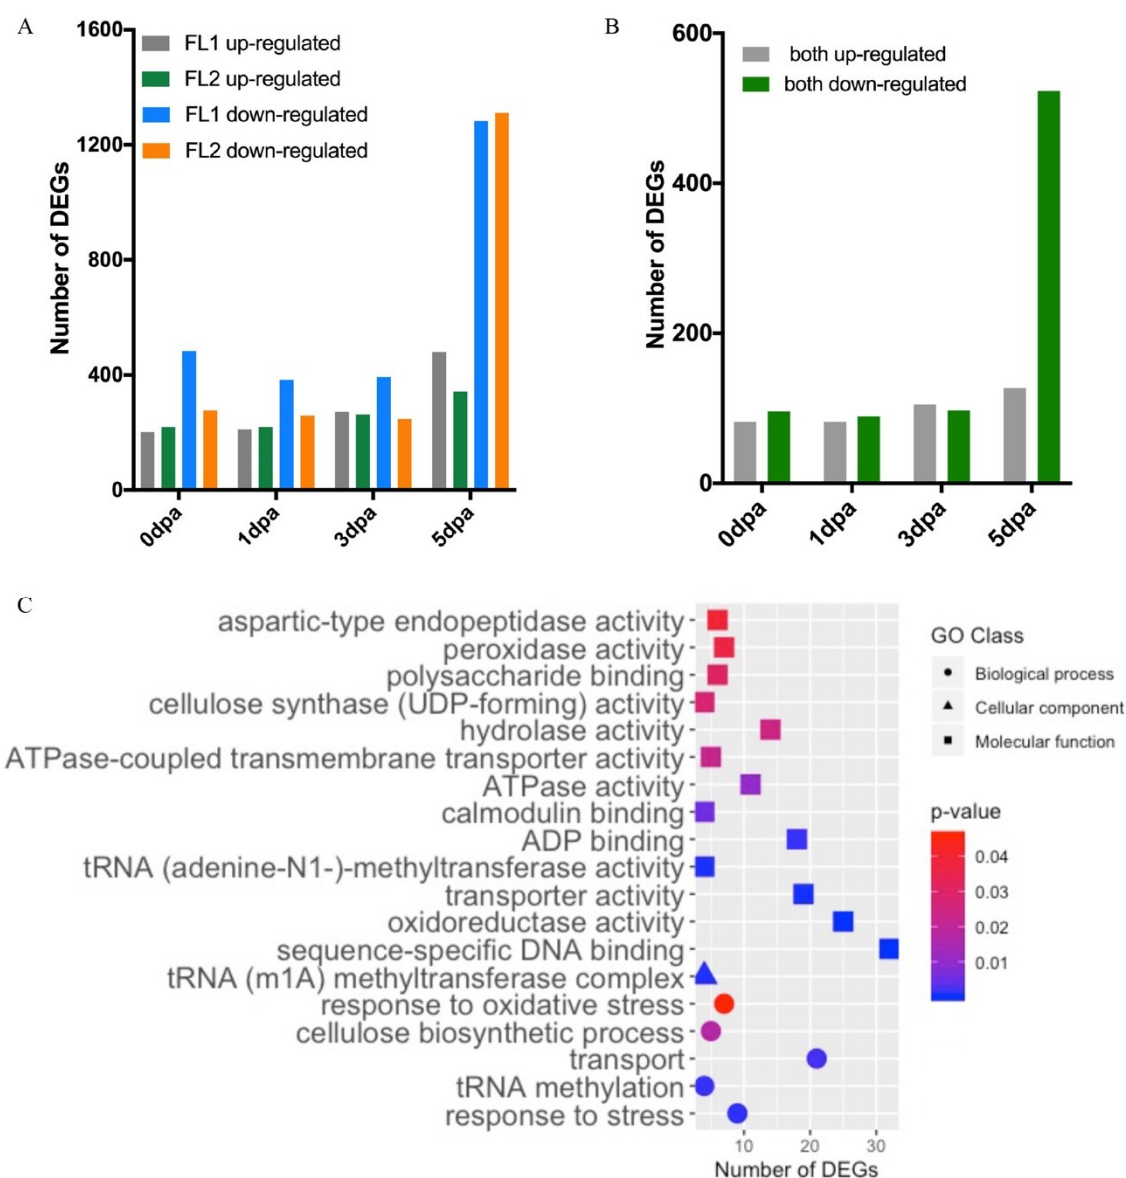 A
1600
1200
800
400
0
Number of DEGs
FL1 up-regulated
FL2 up-regulated
FL1 down-regulated
FL2 down-regulated
0dpa
1dpa
3dpa
5dpa
B
600
400
200
0
Number of DEGs
both up-regulated
both down-regulated
0dpa
1dpa
3dpa
5dpa
C
aspartic-type endopeptidase activity
peroxidase activity
polysaccharide binding
cellulose synthase (UDP-forming) activity
hydrolase activity
ATPase-coupled transmembrane transporter activity
ATPase activity
calmodulin binding
ADP binding
tRNA (adenine-N1-)-methyltransferase activity
transporter activity
oxidoreductase activity
sequence-specific DNA binding
tRNA (m1A) methyltransferase complex
response to oxidative stress
cellulose biosynthetic process
transport
tRNA methylation
response to stress
10
20
30
Number of DEGs
GO Class
Biological process
Cellular component
Molecular function
p-value
0.04
0.03
0.02
0.01